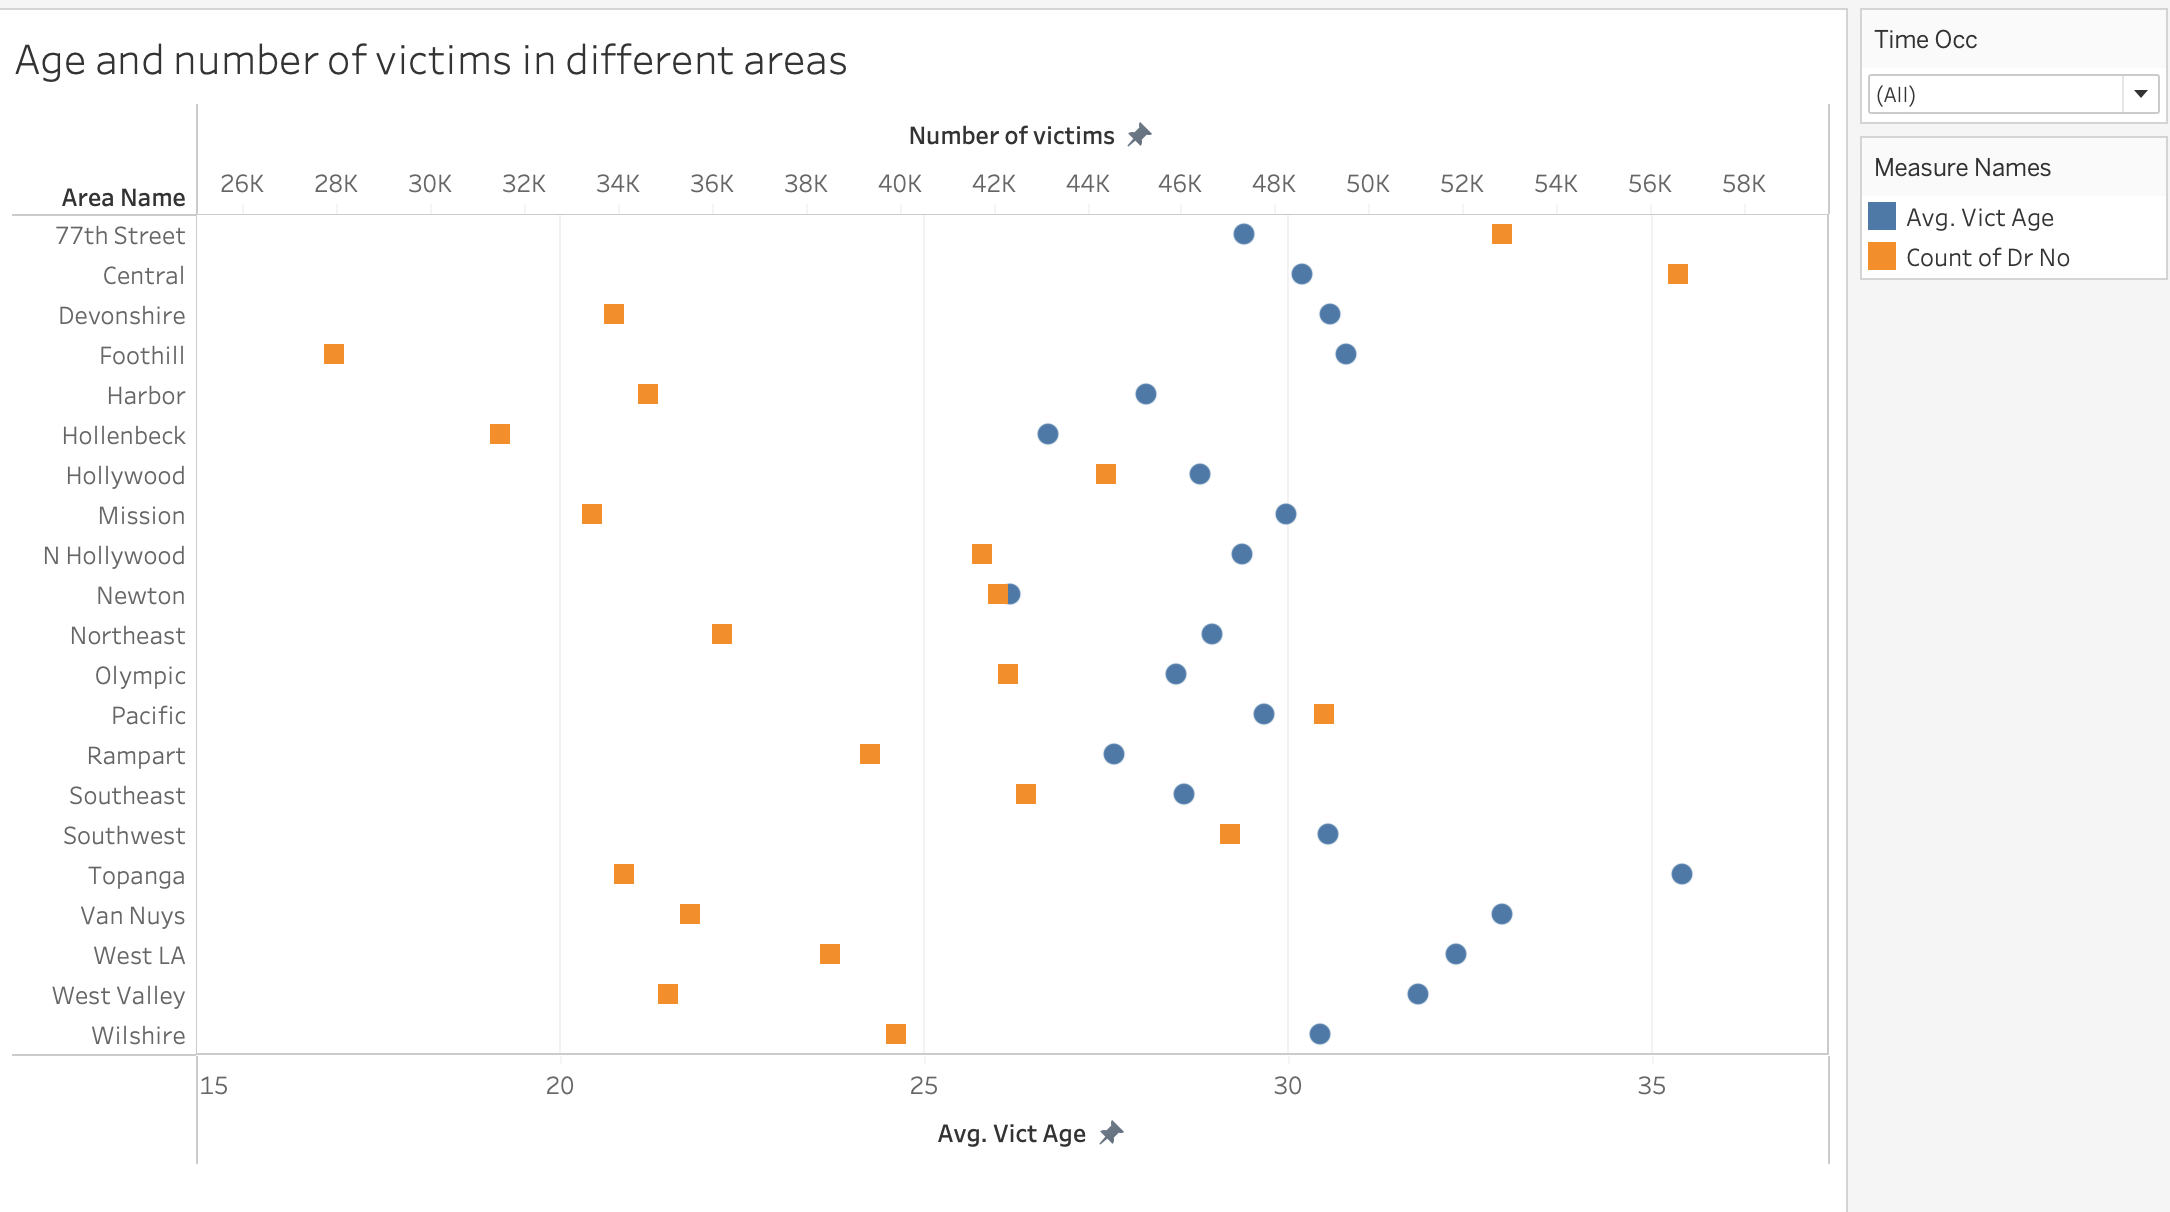 Age and number of victims in different areas
Number of victims
Area Name
26K 28K 30K 32K 34K 36K 38K 40K 42K 44K 46K 48K 50K 52K 54K 56K 58K
77th Street
Central
Devonshire
Foothill
Harbor
Hollenbeck
Hollywood
Mission
N Hollywood
Newton
Northeast
Olympic
Pacific
Rampart
Southeast
Southwest
Topanga
Van Nuys
West LA
West Valley
Wilshire
15 20 25 30 35
Avg. Vict Age
Time Occ
(All)
Measure Names
Avg. Vict Age
Count of Dr No